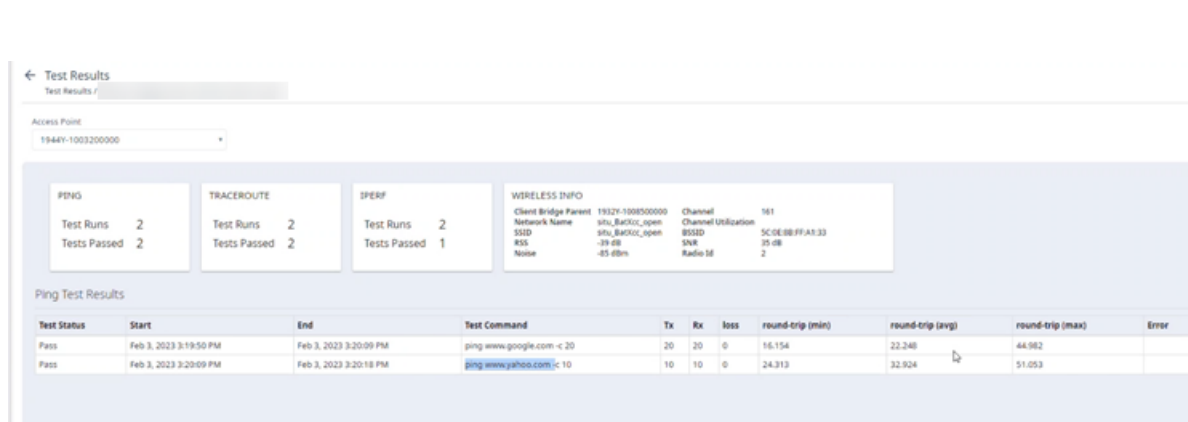 ← Test Results
Test Results /
Access Point
1944Y-1003200000
PING
Test Runs 2
Tests Passed 2
TRACEROUTE
Test Runs 2
Tests Passed 2
IPERF
Test Runs 2
Tests Passed 1
WIRELESS INFO
Client Bridge Parent 1932Y-1008500000 Channel 161
Network Name situ_BatXcc_open Channel Utilization
SSID situ_BatXcc_open BSSID 5C:0E:8B:FF:A1:33
RSS -39 dB SNR 35 dB
Noise -85 dBm Radio Id 2
Ping Test Results
Test Status Start End Test Command Tx Rx loss round-trip (min) round-trip (avg) round-trip (max) Error
Pass Feb 3, 2023 3:19:50 PM Feb 3, 2023 3:20:09 PM ping www.google.com -c 20 20 20 0 16.154 22.248 44.982
Pass Feb 3, 2023 3:20:09 PM Feb 3, 2023 3:20:18 PM ping www.yahoo.com -c 10 10 10 0 24.313 32.924 51.053